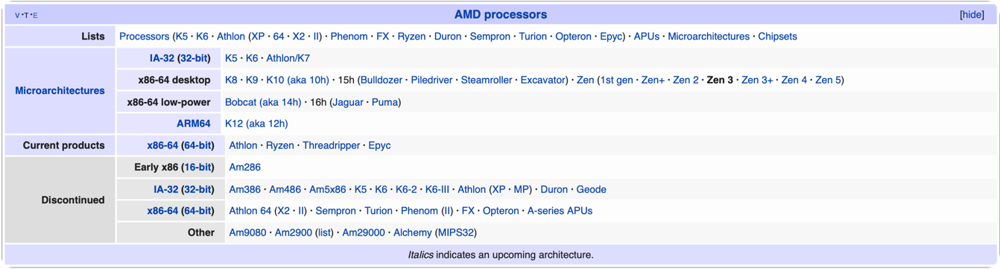 V·T·E AMD processors [hide]
Lists Processors (K5 · K6 · Athlon (XP · 64 · X2 · II) · Phenom · FX · Ryzen · Duron · Sempron · Turion · Opteron · Epyc) · APUs · Microarchitectures · Chipsets
IA-32 (32-bit) K5 · K6 · Athlon/K7
x86-64 desktop K8 · K9 · K10 (aka 10h) · 15h (Bulldozer · Piledriver · Steamroller · Excavator) · Zen (1st gen · Zen+ · Zen 2 · Zen 3 · Zen 3+ · Zen 4 · Zen 5)
Microarchitectures
x86-64 low-power Bobcat (aka 14h) · 16h (Jaguar · Puma)
ARM64 K12 (aka 12h)
Current products x86-64 (64-bit) Athlon · Ryzen · Threadripper · Epyc
Early x86 (16-bit) Am286
IA-32 (32-bit) Am386 · Am486 · Am5x86 · K5 · K6 · K6-2 · K6-III · Athlon (XP · MP) · Duron · Geode
Discontinued
x86-64 (64-bit) Athlon 64 (X2 · II) · Sempron · Turion · Phenom (II) · FX · Opteron · A-series APUs
Other Am9080 · Am2900 (list) · Am29000 · Alchemy (MIPS32)
Italics indicates an upcoming architecture.